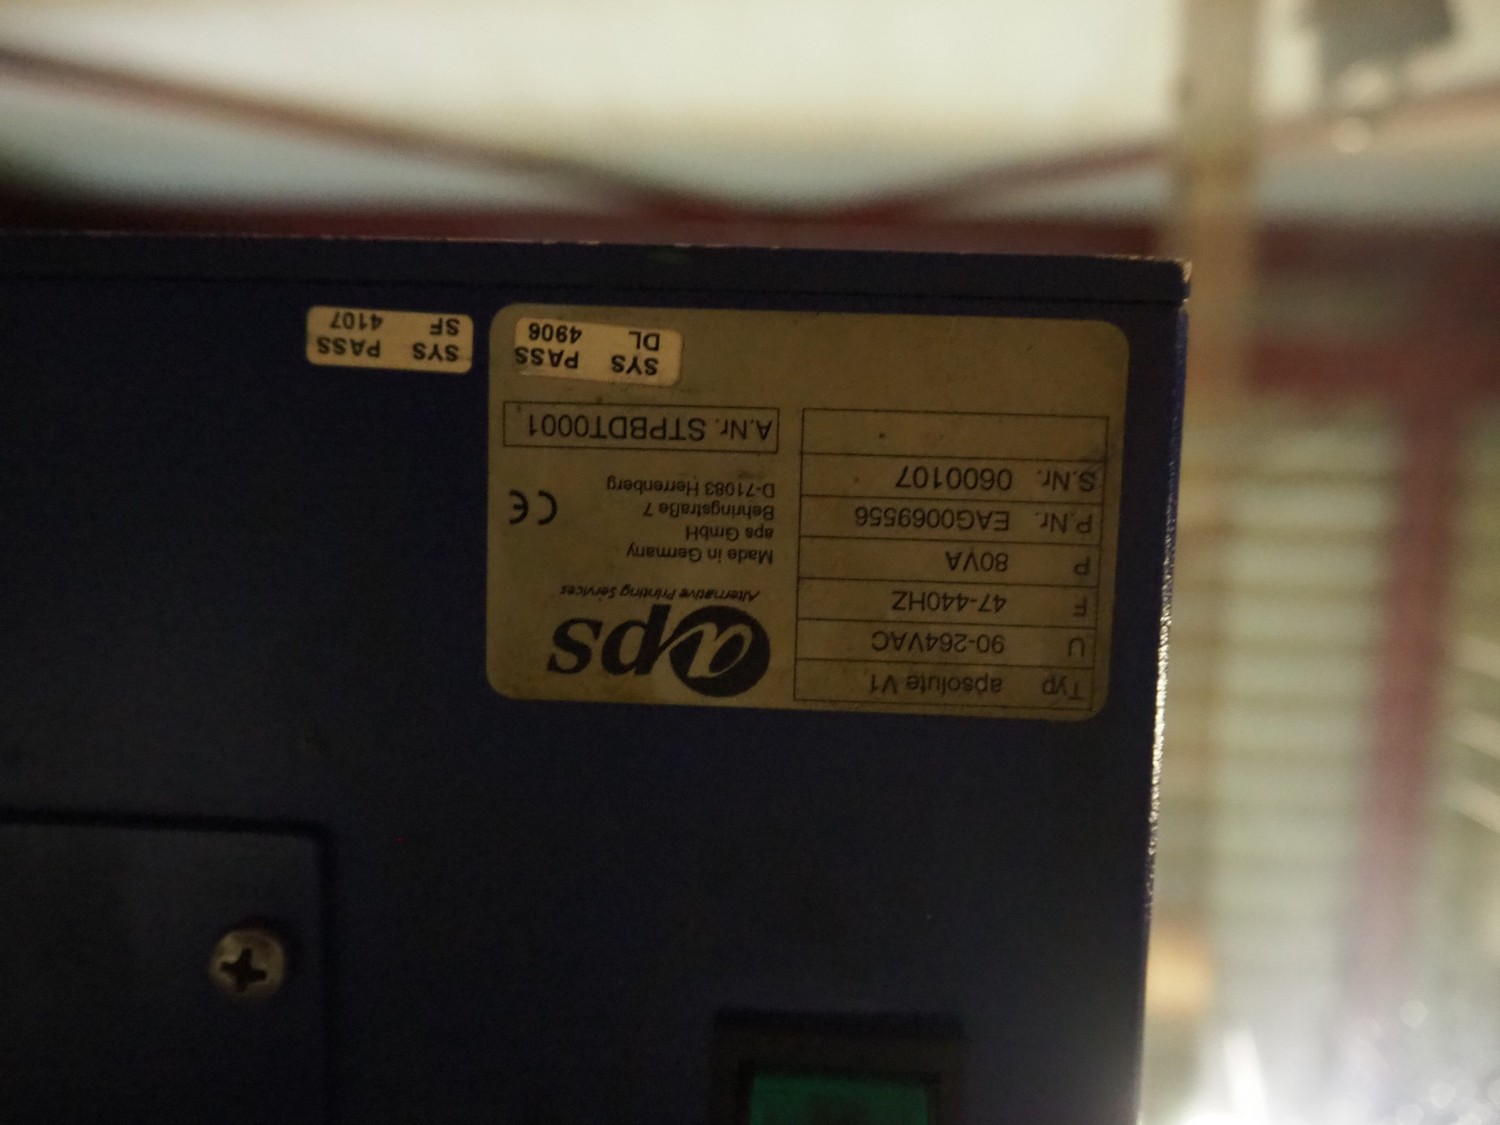 Typ apsolute V1
U 90-264VAC
F 47-440HZ
P 80VA
P.Nr. EAG0069556
S.Nr. 0600107
aps
Alternative Printing Services
Made in Germany
aps GmbH
Behringstraße 7
D-71083 Herrenberg
CE
A.Nr. STPBDT0001
SYS PASS
DL 4906
SYS PASS
SF 4107